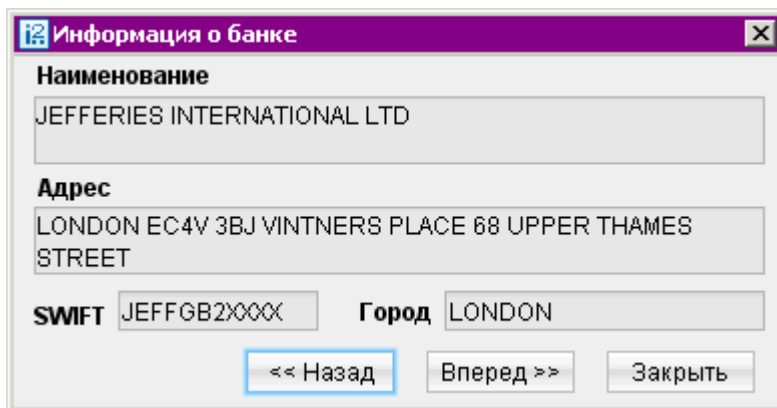 Информация о банке
Наименование
JEFFERIES INTERNATIONAL LTD
Адрес
LONDON EC4V 3BJ VINTNERS PLACE 68 UPPER THAMES
STREET
SWIFT JEFFGB2XXXX Город LONDON
<< Назад Вперед >> Закрыть